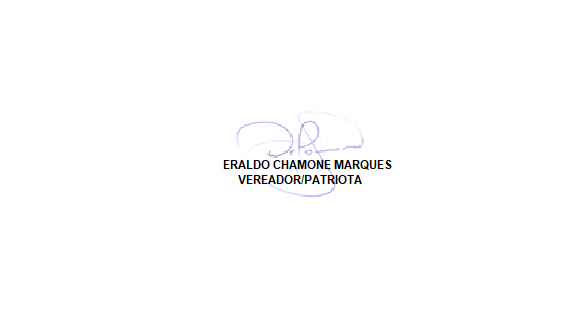 ERALDO CHAMONE MARQUES
VEREADOR/PATRIOTA